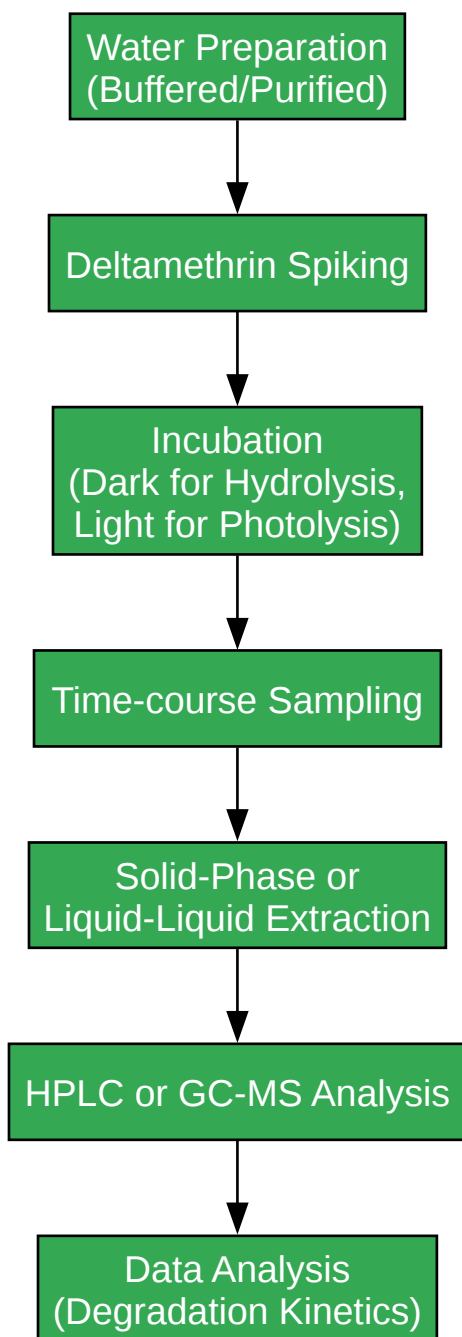 Water Preparation
(Buffered/Purified)
Deltamethrin Spiking
Incubation
(Dark for Hydrolysis,
Light for Photolysis)
Time-course Sampling
Solid-Phase or
Liquid-Liquid Extraction
HPLC or GC-MS Analysis
Data Analysis
(Degradation Kinetics)